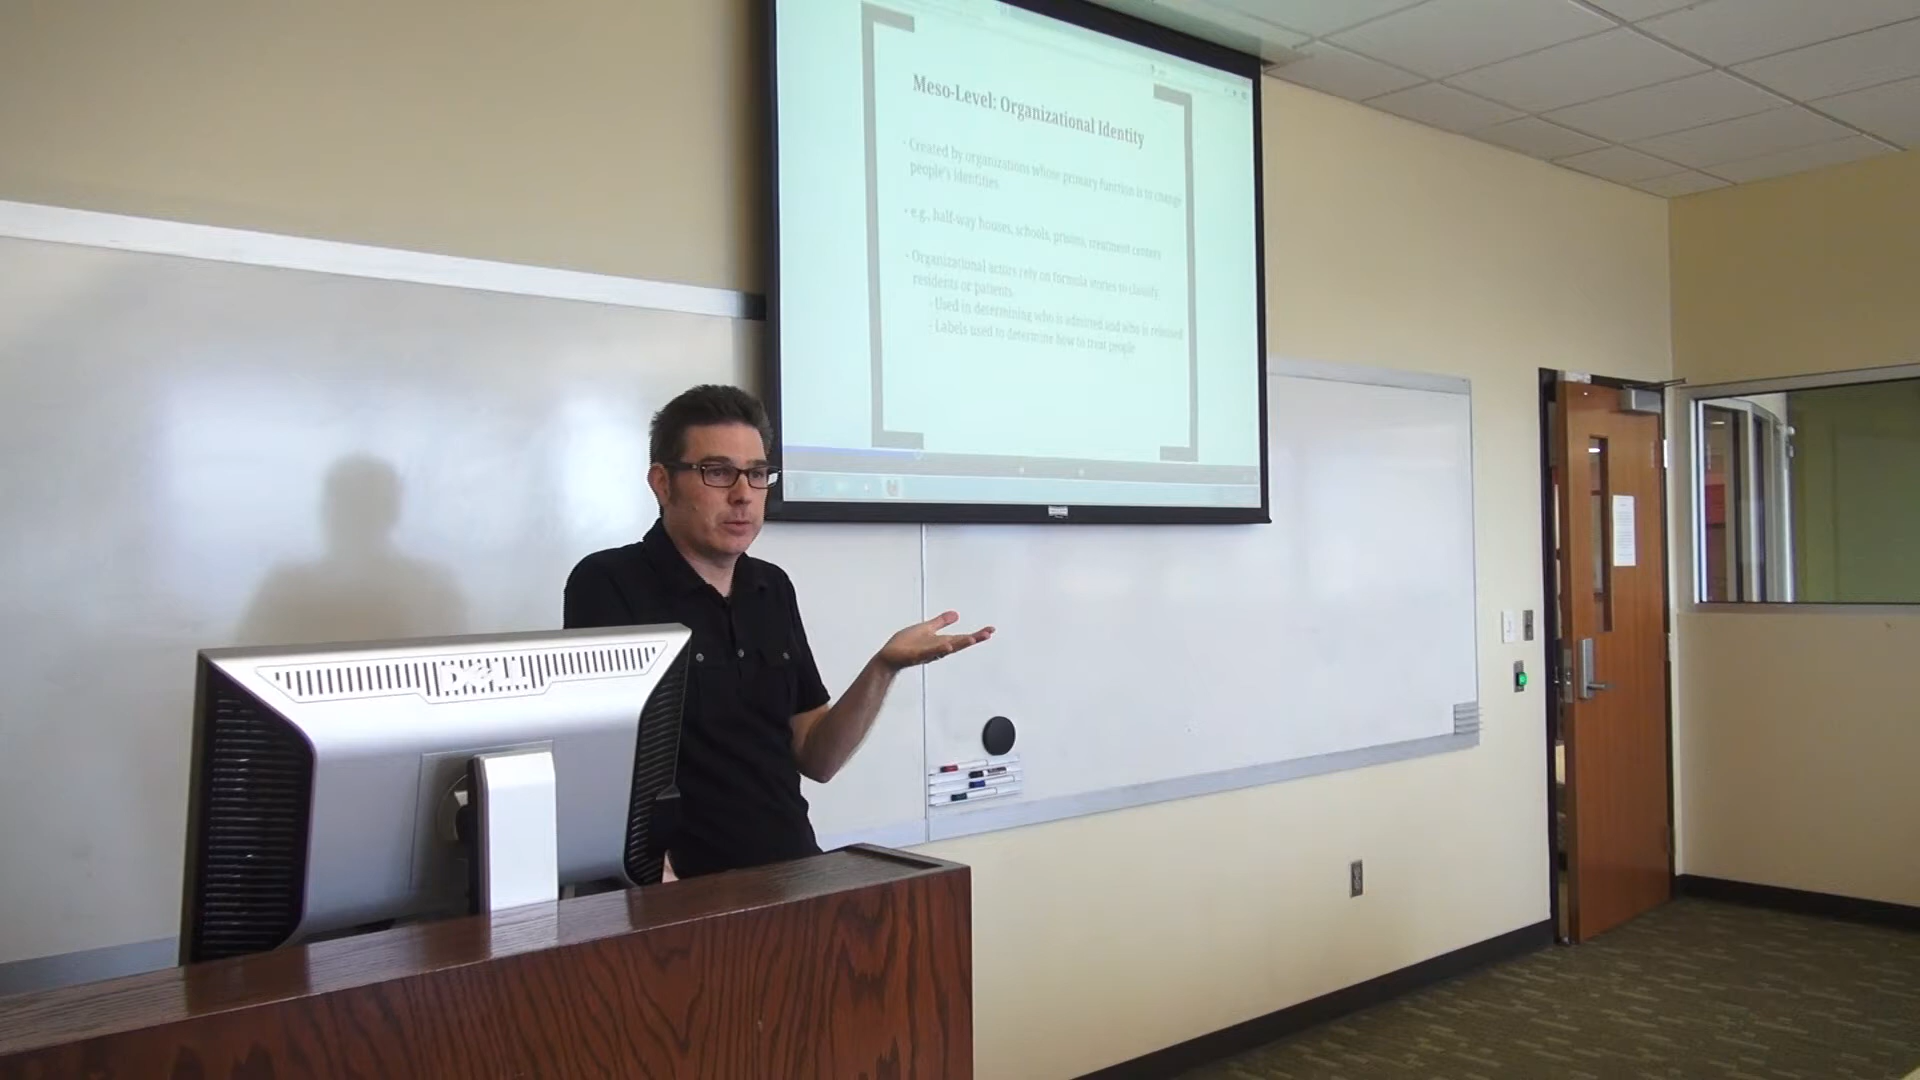 Meso-Level: Organizational Identity
· Created by organizations whose primary function is to change
people's identities
· e.g., half-way houses, schools, prisons, treatment centers
· Organizational actors rely on formula stories to classify
residents or patients.
- Used in determining who is admitted and who is released
- Labels used to determine how to treat people
DELL